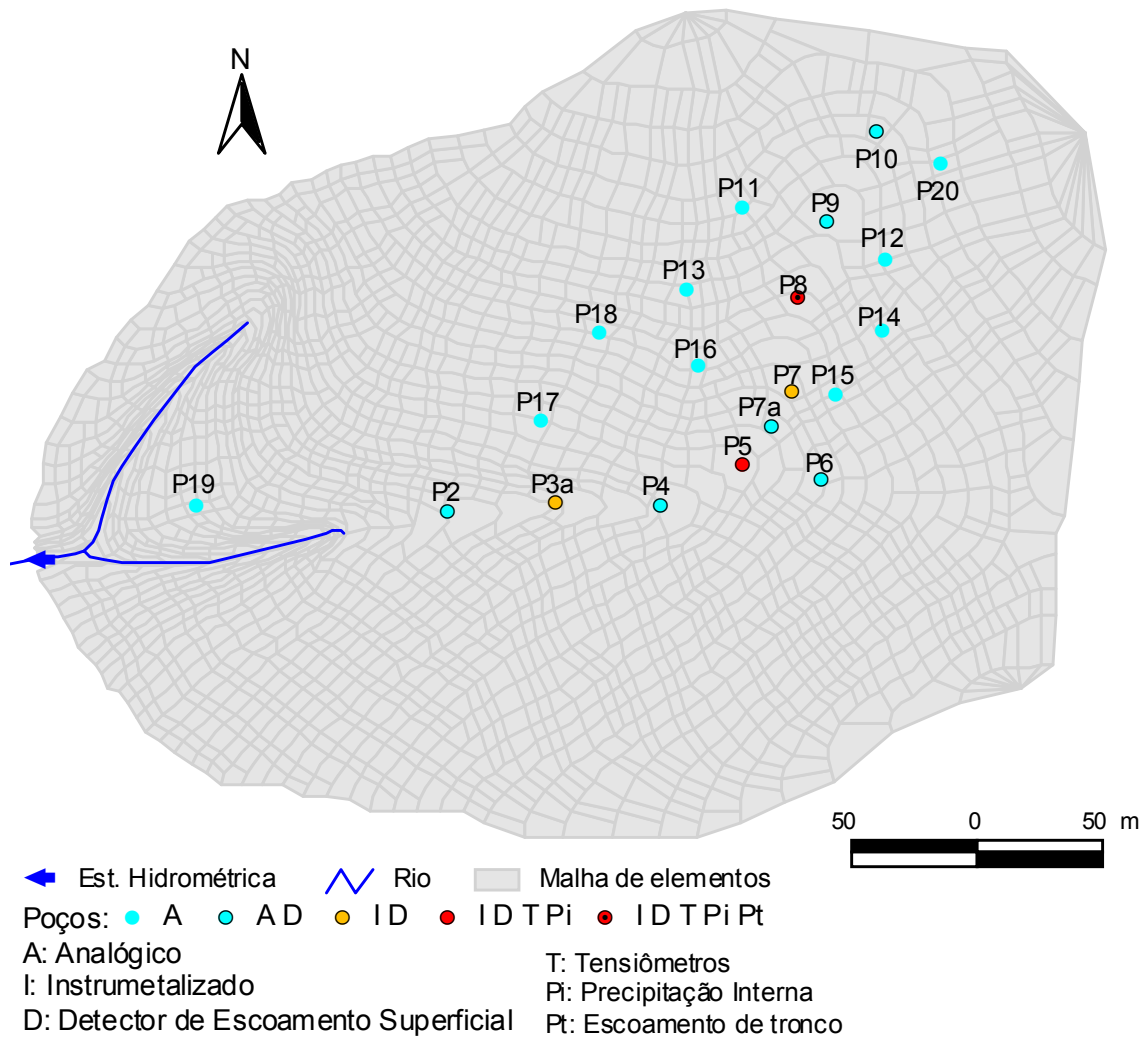 N
P10
P20
P11
P9
P12
P13
P8
P18
P14
P16
P7
P15
P17
P7a
P5
P6
P19
P2
P3a
P4
50 0 50 m
Est. Hidrométrica Rio Malha de elementos
Poços: A A D I D I D T Pi I D T Pi Pt
A: Analógico
I: Instrumetalizado
D: Detector de Escoamento Superficial
T: Tensiômetros
Pi: Precipitação Interna
Pt: Escoamento de tronco